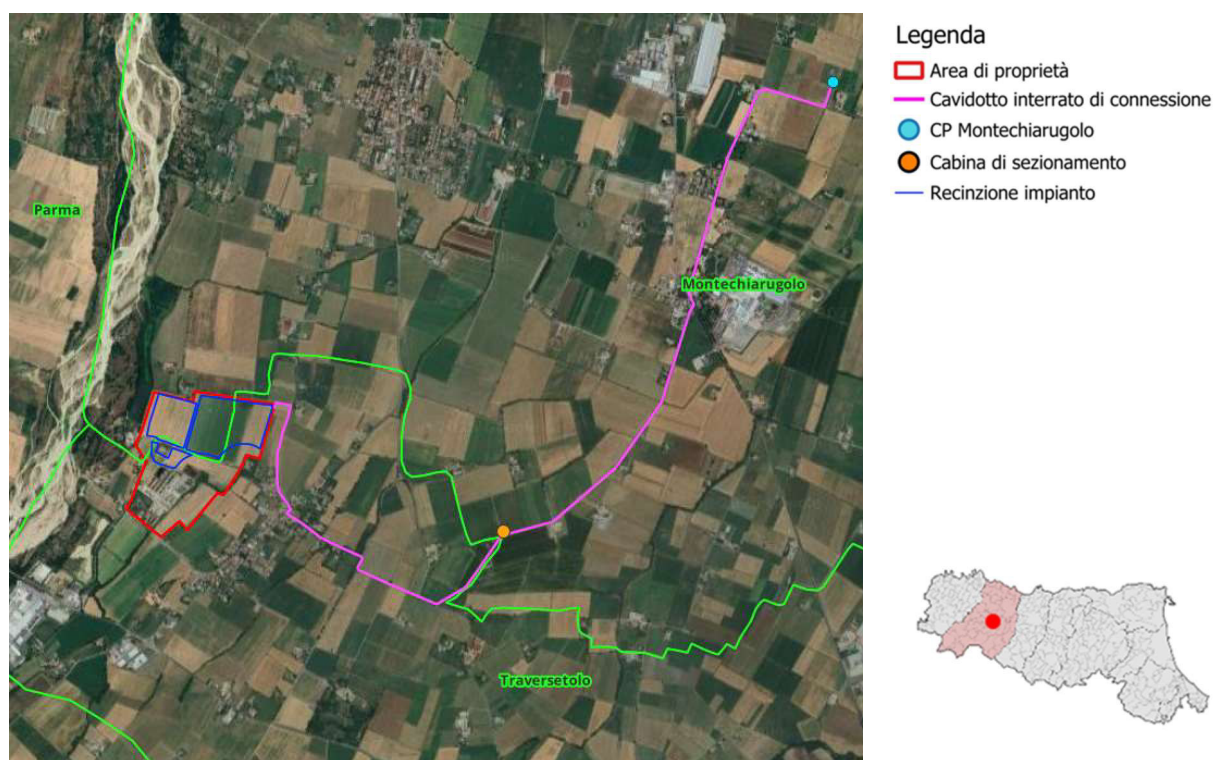 Legenda
Area di proprietà
Cavidotto interrato di connessione
CP Montechiarugolo
Cabina di sezionamento
Recinzione impianto
Parma
Montechiarugolo
Traversetolo